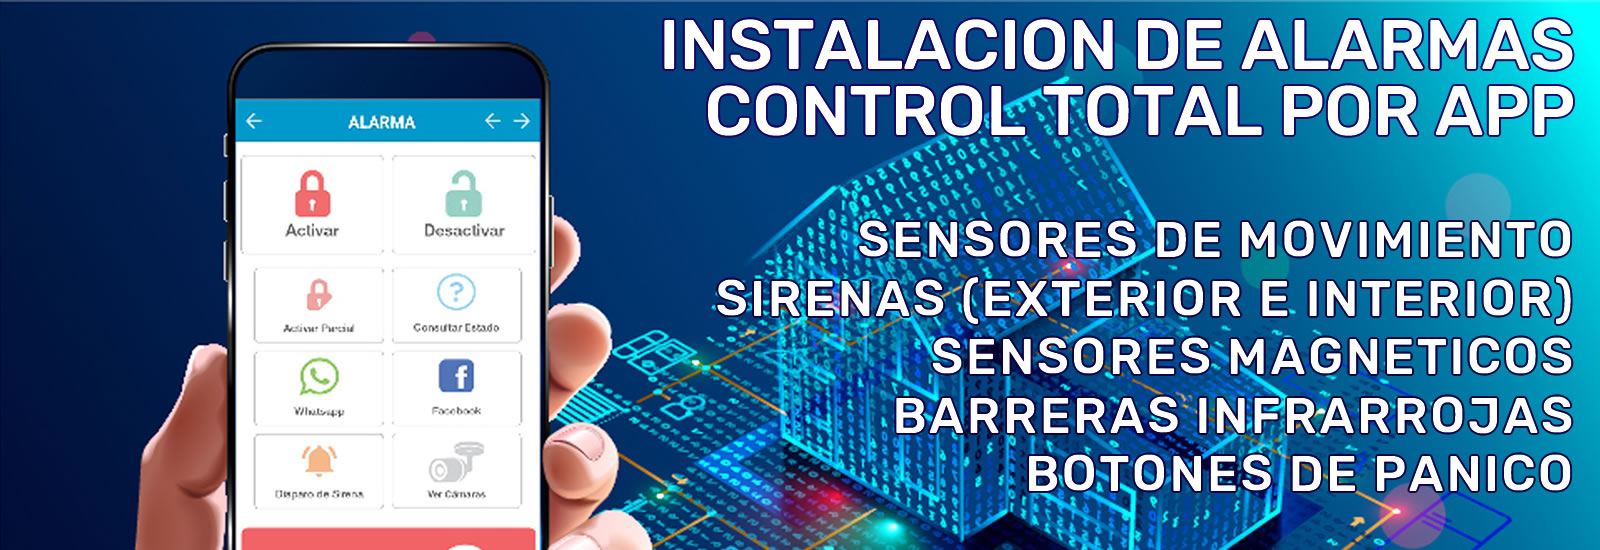 INSTALACION DE ALARMAS
CONTROL TOTAL POR APP
SENSORES DE MOVIMIENTO
SIRENAS (EXTERIOR E INTERIOR)
SENSORES MAGNETICOS
BARRERAS INFRARROJAS
BOTONES DE PANICO
ALARMA
Activar
Desactivar
Activar Parcial
Consultar Estado
Whatsapp
Facebook
Disparo de Sirena
Ver Cámaras